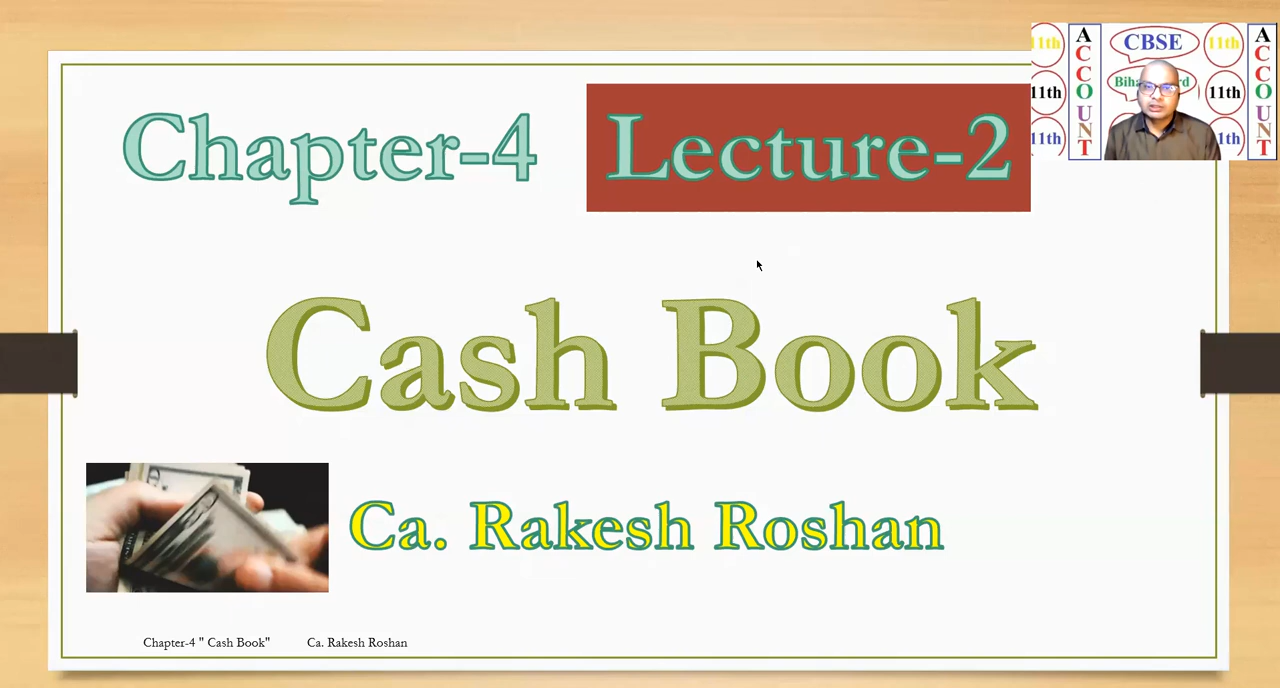 Chapter-4 Lecture-2
Cash Book
Ca. Rakesh Roshan
Chapter-4 " Cash Book" Ca. Rakesh Roshan
11th
11th
11th
ACCOUNT
CBSE
11th
11th
ACCOUNT